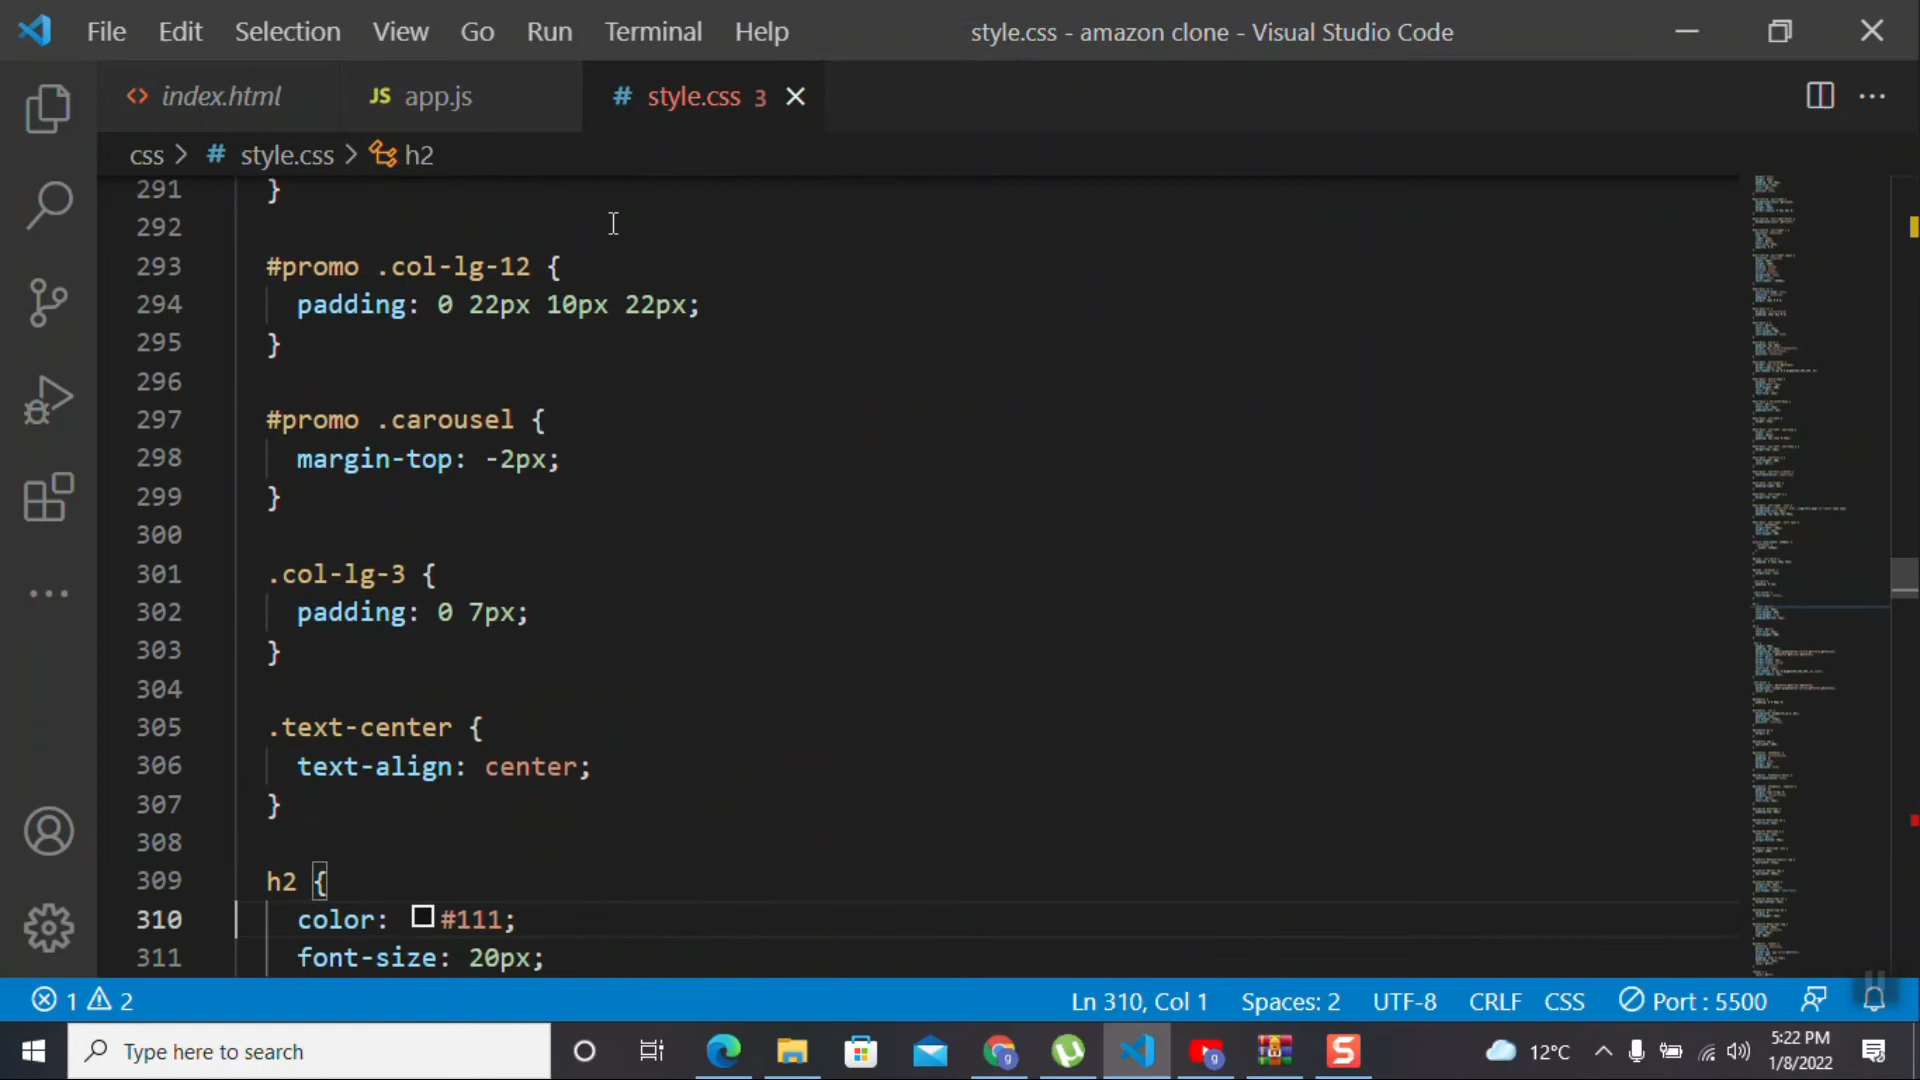 File Edit Selection View Go Run Terminal Help style.css - amazon clone - Visual Studio Code
<> index.html JS app.js # style.css 3
css > # style.css > h2
291 }
292
293 #promo .col-lg-12 {
294 padding: 0 22px 10px 22px;
295 }
296
297 #promo .carousel {
298 margin-top: -2px;
299 }
300
301 .col-lg-3 {
302 padding: 0 7px;
303 }
304
305 .text-center {
306 text-align: center;
307 }
308
309 h2 {
310 color: #111;
311 font-size: 20px;
1 2 Ln 310, Col 1 Spaces: 2 UTF-8 CRLF CSS Port : 5500
Type here to search 12°C 5:22 PM
1/8/2022